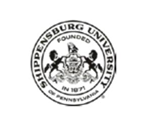 SHIPPENSBURG UNIVERSITY
FOUNDED
IN 1871
OF PENNSYLVANIA